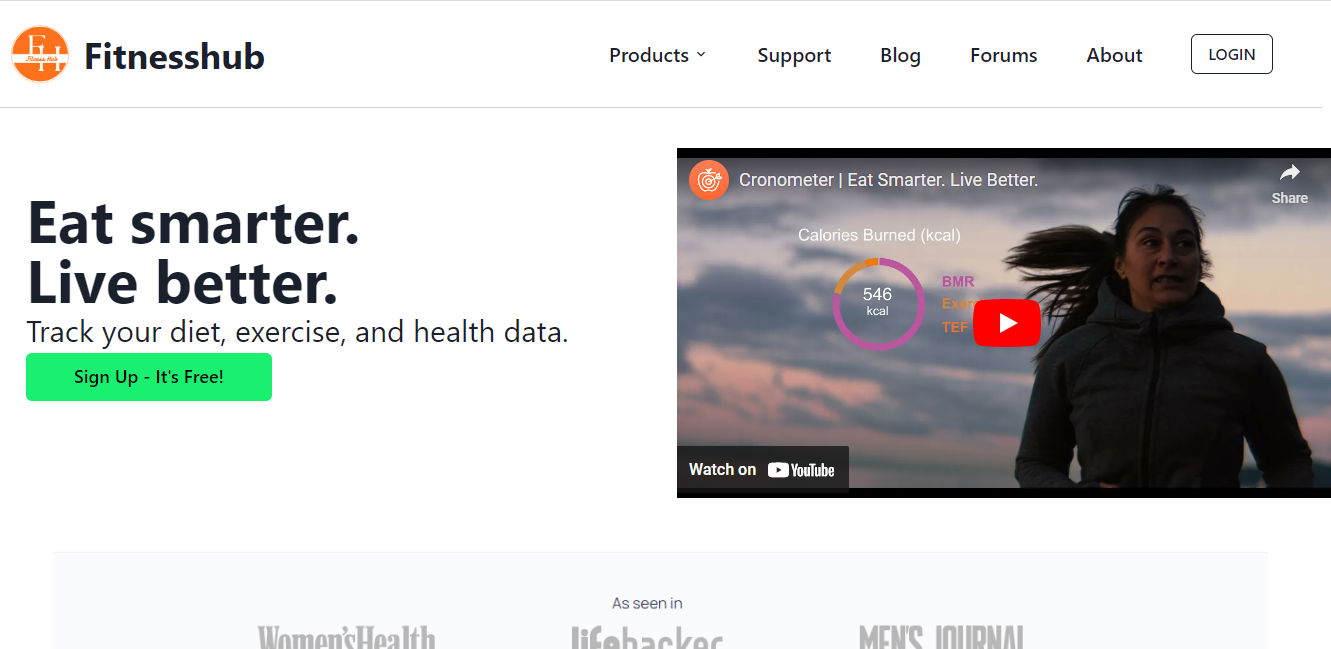 FH
Fitness Hub
Fitnesshub
Products
Support
Blog
Forums
About
LOGIN
Eat smarter.
Live better.
Track your diet, exercise, and health data.
Sign Up - It's Free!
Cronometer | Eat Smarter. Live Better.
Share
Calories Burned (kcal)
546
kcal
BMR
TEF
Watch on YouTube
As seen in
Women'sHealth
lifehacker
MEN'S JOURNAL